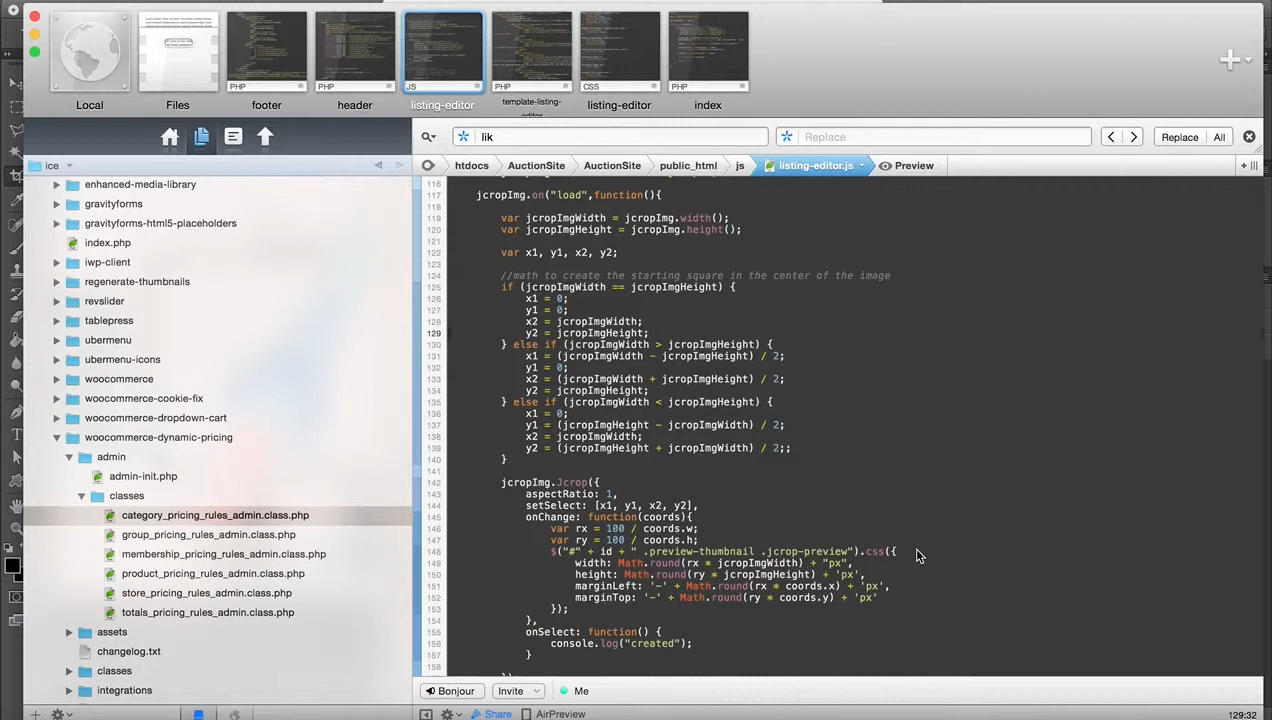 PHP
PHP
JS
PHP
CSS
PHP
Local
Files
footer
header
listing-editor
template-listing-
editor
listing-editor
index
lik
Replace
Replace
All
ice
htdocs
AuctionSite
AuctionSite
public_html
js
listing-editor.js
Preview
enhanced-media-library
gravityforms
gravityforms-html5-placeholders
index.php
iwp-client
regenerate-thumbnails
revslider
tablepress
ubermenu
ubermenu-icons
woocommerce
woocommerce-cookie-fix
woocommerce-dropdown-cart
woocommerce-dynamic-pricing
admin
admin-init.php
classes
category_pricing_rules_admin.class.php
group_pricing_rules_admin.class.php
membership_pricing_rules_admin.class.php
product_pricing_rules_admin.class.php
store_pricing_rules_admin.class.php
totals_pricing_rules_admin.class.php
assets
changelog.txt
classes
integrations
116
117 jcropImg.on("load",function(){
118
119 var jcropImgWidth = jcropImg.width();
120 var jcropImgHeight = jcropImg.height();
121
122 var x1, y1, x2, y2;
123
124 //math to create the starting square in the center of the image
125 if (jcropImgWidth == jcropImgHeight) {
126 x1 = 0;
127 y1 = 0;
128 x2 = jcropImgWidth;
129 y2 = jcropImgHeight;
130 } else if (jcropImgWidth > jcropImgHeight) {
131 x1 = (jcropImgWidth - jcropImgHeight) / 2;
132 y1 = 0;
133 x2 = (jcropImgWidth + jcropImgHeight) / 2;
134 y2 = jcropImgHeight;
135 } else if (jcropImgWidth < jcropImgHeight) {
136 x1 = 0;
137 y1 = (jcropImgHeight - jcropImgWidth) / 2;
138 x2 = jcropImgWidth;
139 y2 = (jcropImgHeight + jcropImgWidth) / 2;;
140 }
141
142 jcropImg.Jcrop({
143 aspectRatio: 1,
144 setSelect: [x1, y1, x2, y2],
145 onChange: function(coords){
146 var rx = 100 / coords.w;
147 var ry = 100 / coords.h;
148 $("#" + id + " .preview-thumbnail .jcrop-preview").css({
149 width: Math.round(rx * jcropImgWidth) + "px",
150 height: Math.round(ry * jcropImgHeight) + 'px',
151 marginLeft: '-' + Math.round(rx * coords.x) + 'px',
152 marginTop: '-' + Math.round(ry * coords.y) + 'px'
153 });
154 },
155 onSelect: function() {
156 console.log("created");
157 }
158
Bonjour
Invite
Me
Share
AirPreview
129:32